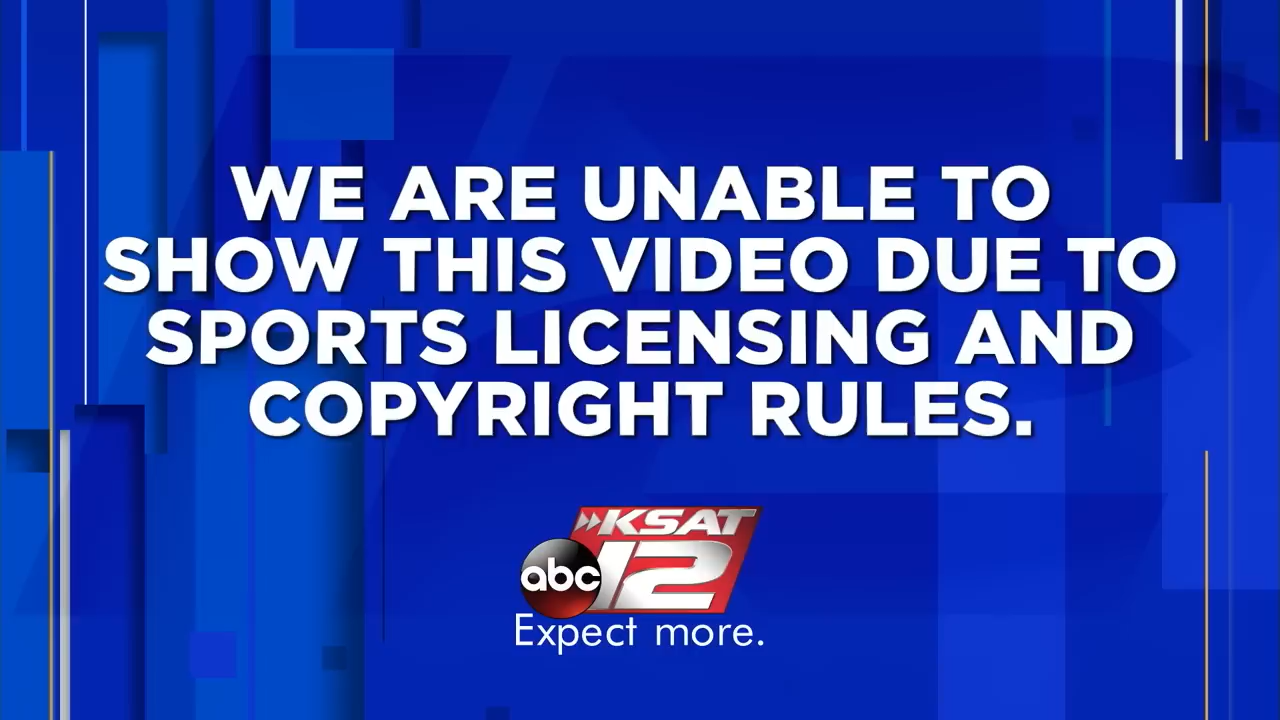 WE ARE UNABLE TO
SHOW THIS VIDEO DUE TO
SPORTS LICENSING AND
COPYRIGHT RULES.
KSAT
abc 12
Expect more.